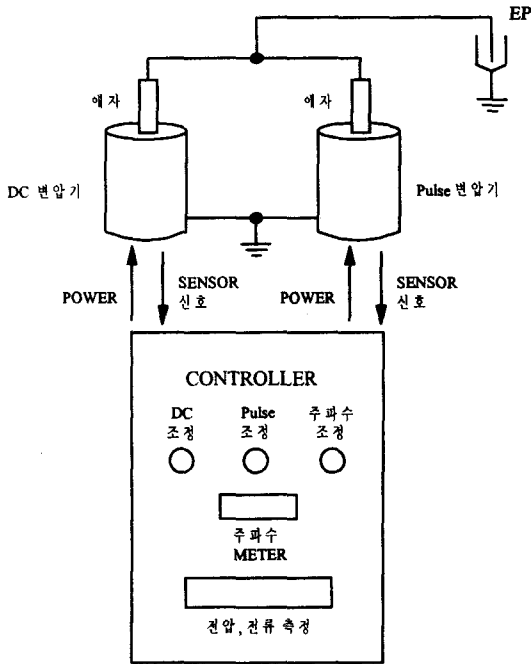 EP
애자
애자
DC 변압기
Pulse 변압기
POWER
SENSOR
신호
POWER
SENSOR
신호
CONTROLLER
DC
조정
Pulse
조정
주파수
조정
주파수
METER
전압, 전류 측정